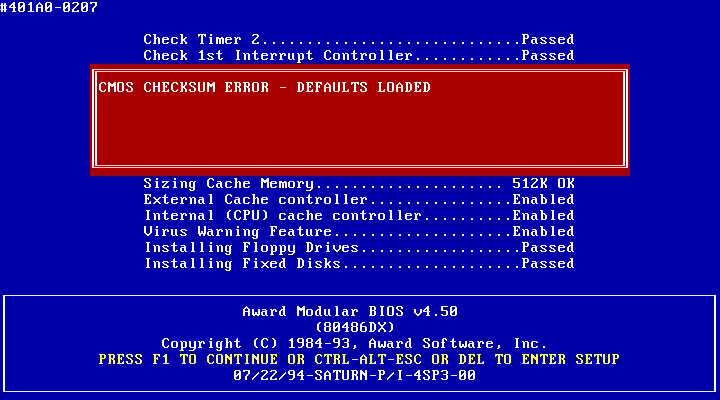 #401A0-0207
Check Timer 2.............................Passed
Check 1st Interrupt Controller............Passed
CMOS CHECKSUM ERROR - DEFAULTS LOADED
Sizing Cache Memory..................... 512K OK
External Cache controller................Enabled
Internal (CPU) cache controller..........Enabled
Virus Warning Feature....................Enabled
Installing Floppy Drives..................Passed
Installing Fixed Disks....................Passed
Award Modular BIOS v4.50
(80486DX)
Copyright (C) 1984-93, Award Software, Inc.
PRESS F1 TO CONTINUE OR CTRL-ALT-ESC OR DEL TO ENTER SETUP
07/22/94-SATURN-P/I-4SP3-00